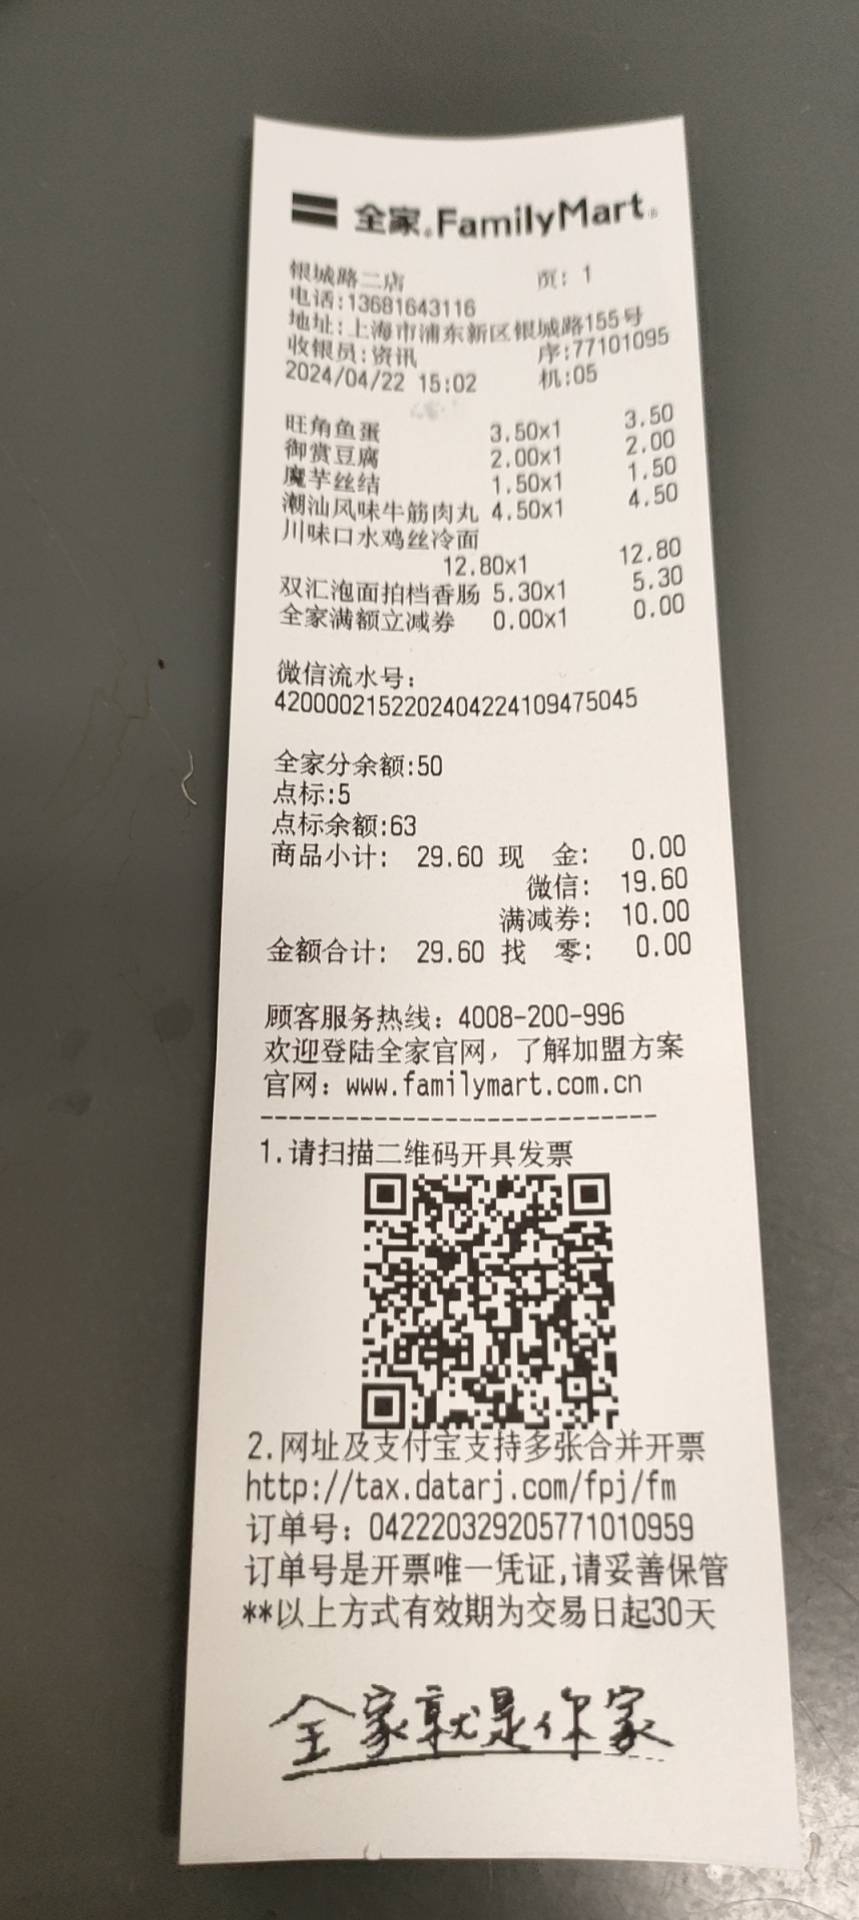 全家 FamilyMart
银城路二店 页: 1
电话:13681643116
地址:上海市浦东新区银城路155号
收银员:资讯 序:77101095
2024/04/22 15:02 机:05
旺角鱼蛋 3.50x1 3.50
御赏豆腐 2.00x1 2.00
魔芋丝结 1.50x1 1.50
潮汕风味牛筋肉丸 4.50x1 4.50
川味口水鸡丝冷面
12.80x1 12.80
双汇泡面拍档香肠 5.30x1 5.30
全家满额立减券 0.00x1 0.00
微信流水号:
4200002152202404224109475045
全家分余额:50
点标:5
点标余额:63
商品小计: 29.60 现 金: 0.00
微信: 19.60
满减券: 10.00
金额合计: 29.60 找 零: 0.00
顾客服务热线: 4008-200-996
欢迎登陆全家官网, 了解加盟方案
官网: www.familymart.com.cn
1.请扫描二维码开具发票
2.网址及支付宝支持多张合并开票
http://tax.datarj.com/fpj/fm
订单号: 042220329205771010959
订单号是开票唯一凭证,请妥善保管
**以上方式有效期为交易日起30天
全家就是你家